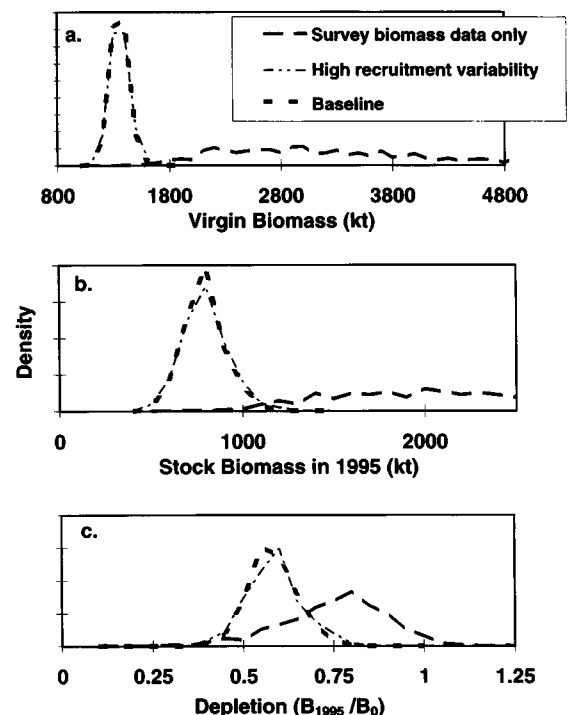 a.
Survey biomass data only
High recruitment variability
Baseline
800 1800 2800 3800 4800
Virgin Biomass (kt)
b.
Density
0 1000 2000
Stock Biomass in 1995 (kt)
c.
0 0.25 0.5 0.75 1 1.25
Depletion (B1995 /B0)